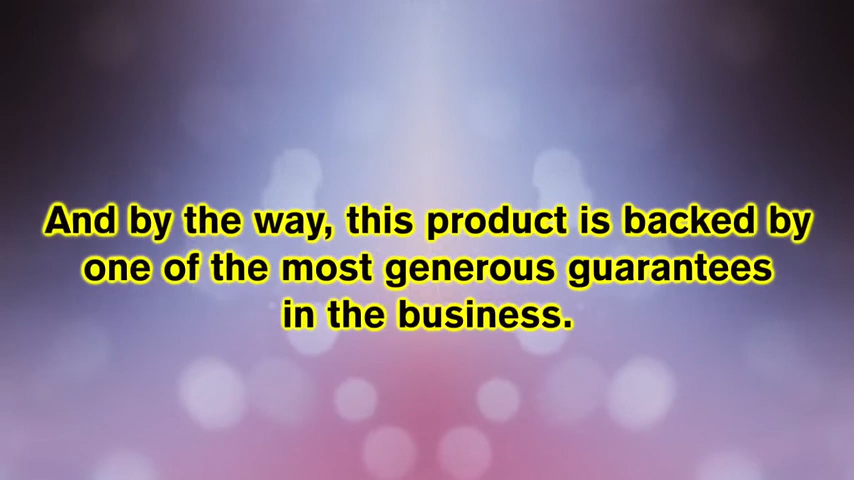 And by the way, this product is backed by
one of the most generous guarantees
in the business.